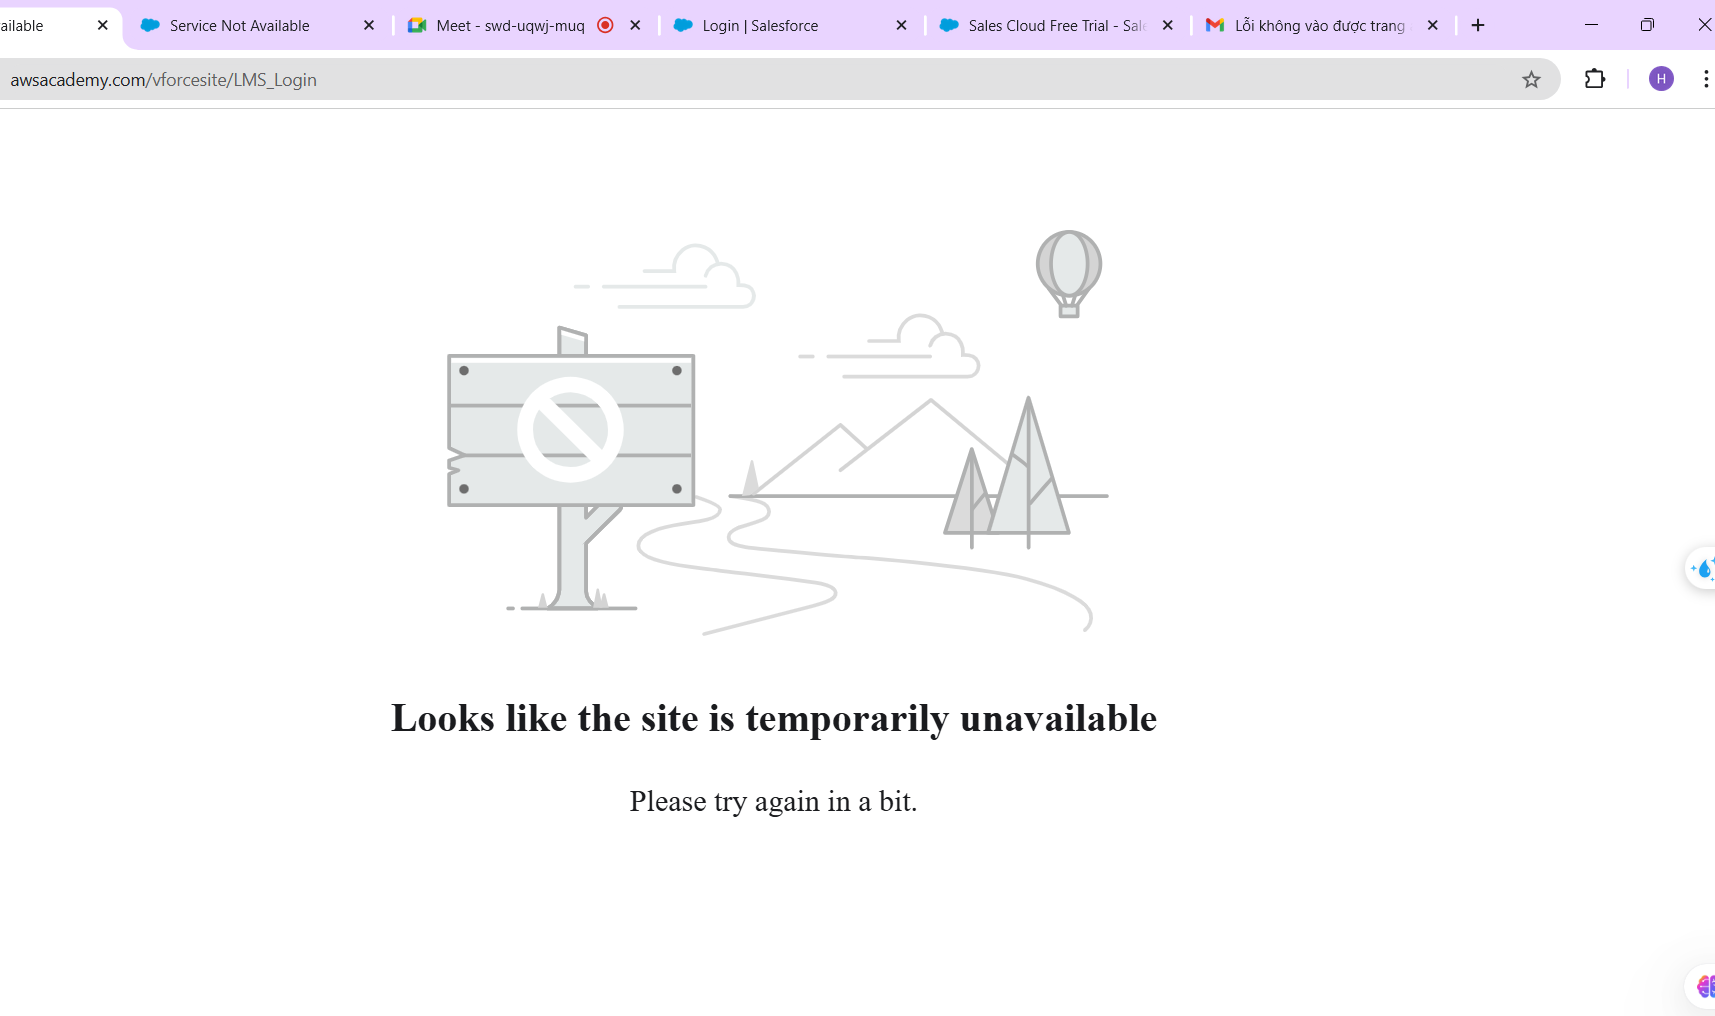 ailable
Service Not Available
Meet - swd-uqwj-muq
Login | Salesforce
Sales Cloud Free Trial - Sale
Lỗi không vào được trang
awsacademy.com/vforcesite/LMS_Login
H
Looks like the site is temporarily unavailable
Please try again in a bit.